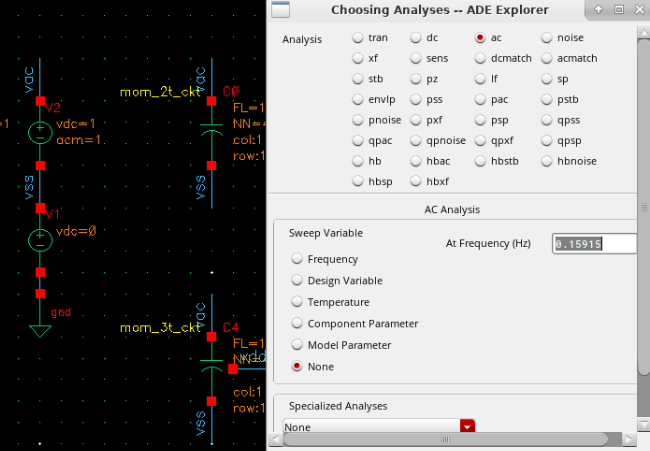 Choosing Analyses -- ADE Explorer
Analysis
tran dc ac noise
xf sens dcmatch acmatch
stb pz lf sp
envlp pss pac pstb
pnoise pxf psp qpss
qpac qpnoise qpxf qpsp
hb hbac hbstb hbnoise
hbsp hbxf
AC Analysis
Sweep Variable
At Frequency (Hz) 0.15915
Frequency
Design Variable
Temperature
Component Parameter
Model Parameter
None
Specialized Analyses
None
vac
V2
=1
vdc=1
acm=1
vss
V1
vdc=0
gnd
vac
mom_2t_ckt
C0
FL=1
col:1
row:1
vss
vac
mom_3t_ckt
C4
FL=1
NN=
col:1
row:1
vss